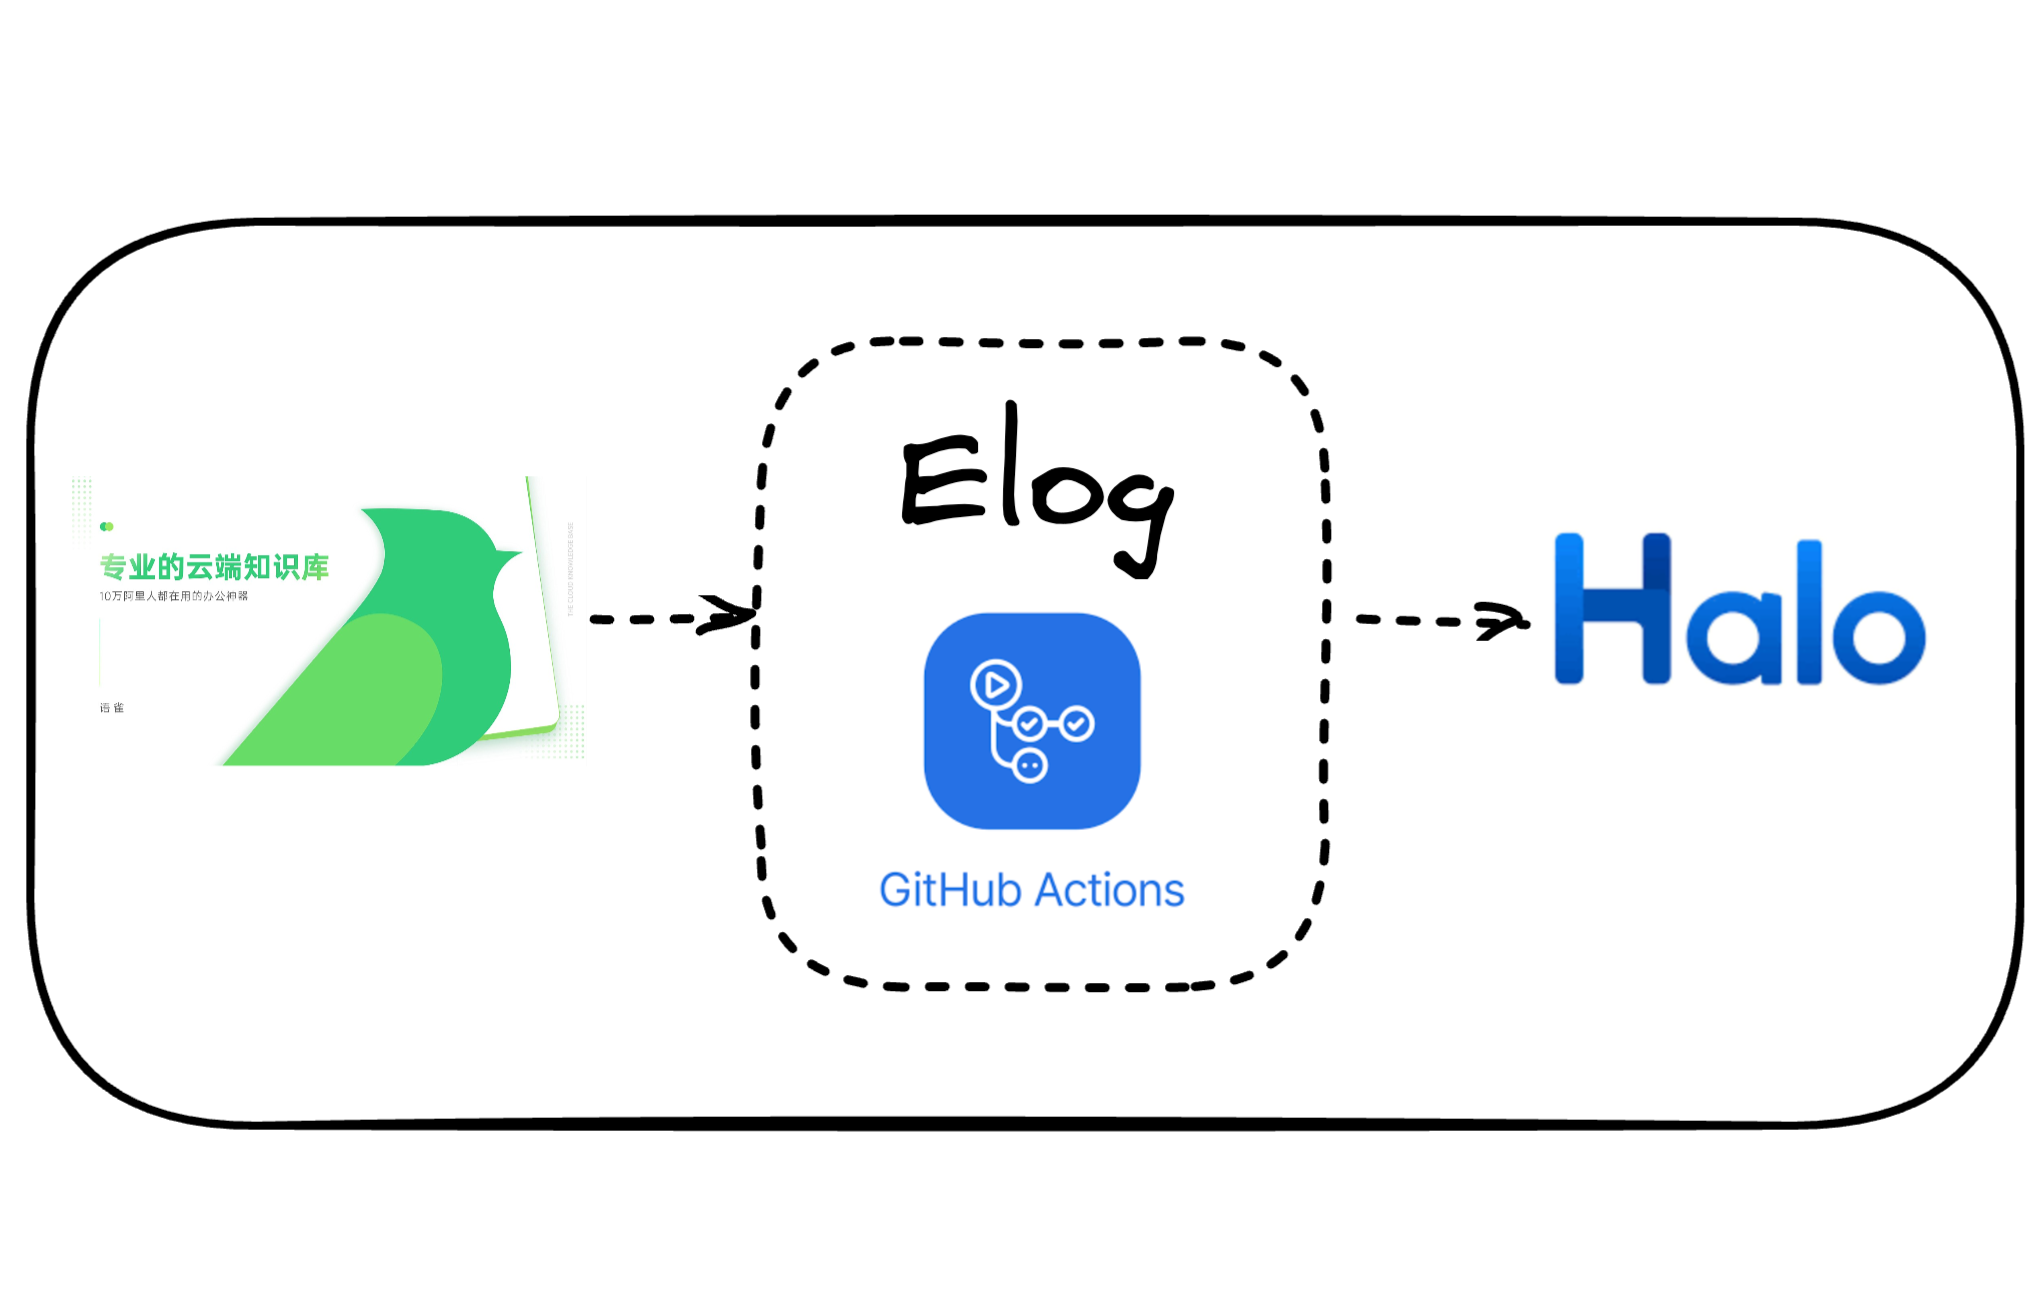 专业的云端知识库
10万阿里人都在用的办公神器
语雀
THE CLOUD KNOWLEDGE BASE
Elog
GitHub Actions
Halo